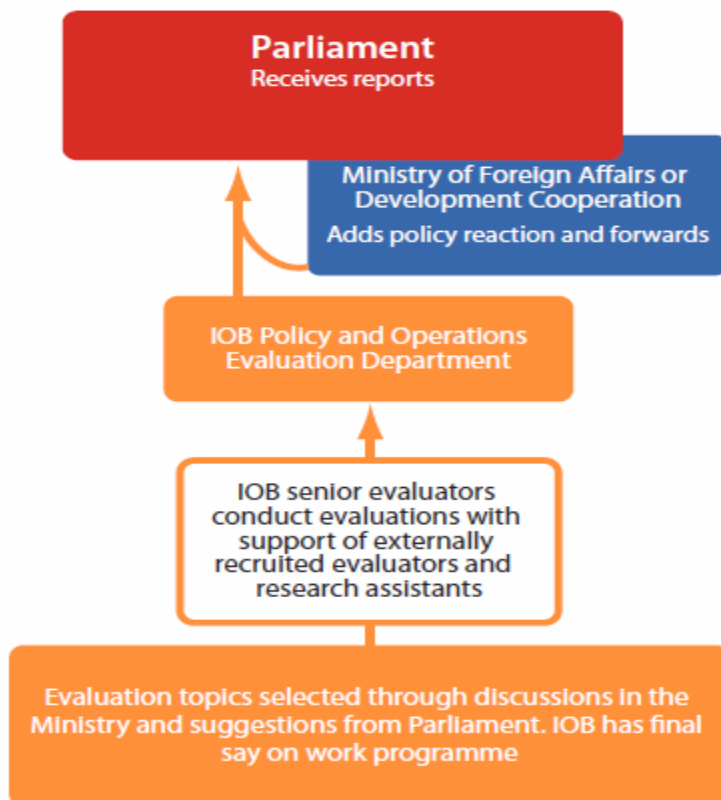 Parliament
Receives reports
Ministry of Foreign Affairs or
Development Cooperation
Adds policy reaction and forwards
IOB Policy and Operations
Evaluation Department
IOB senior evaluators
conduct evaluations with
support of externally
recruited evaluators and
research assistants
Evaluation topics selected through discussions in the
Ministry and suggestions from Parliament. IOB has final
say on work programme